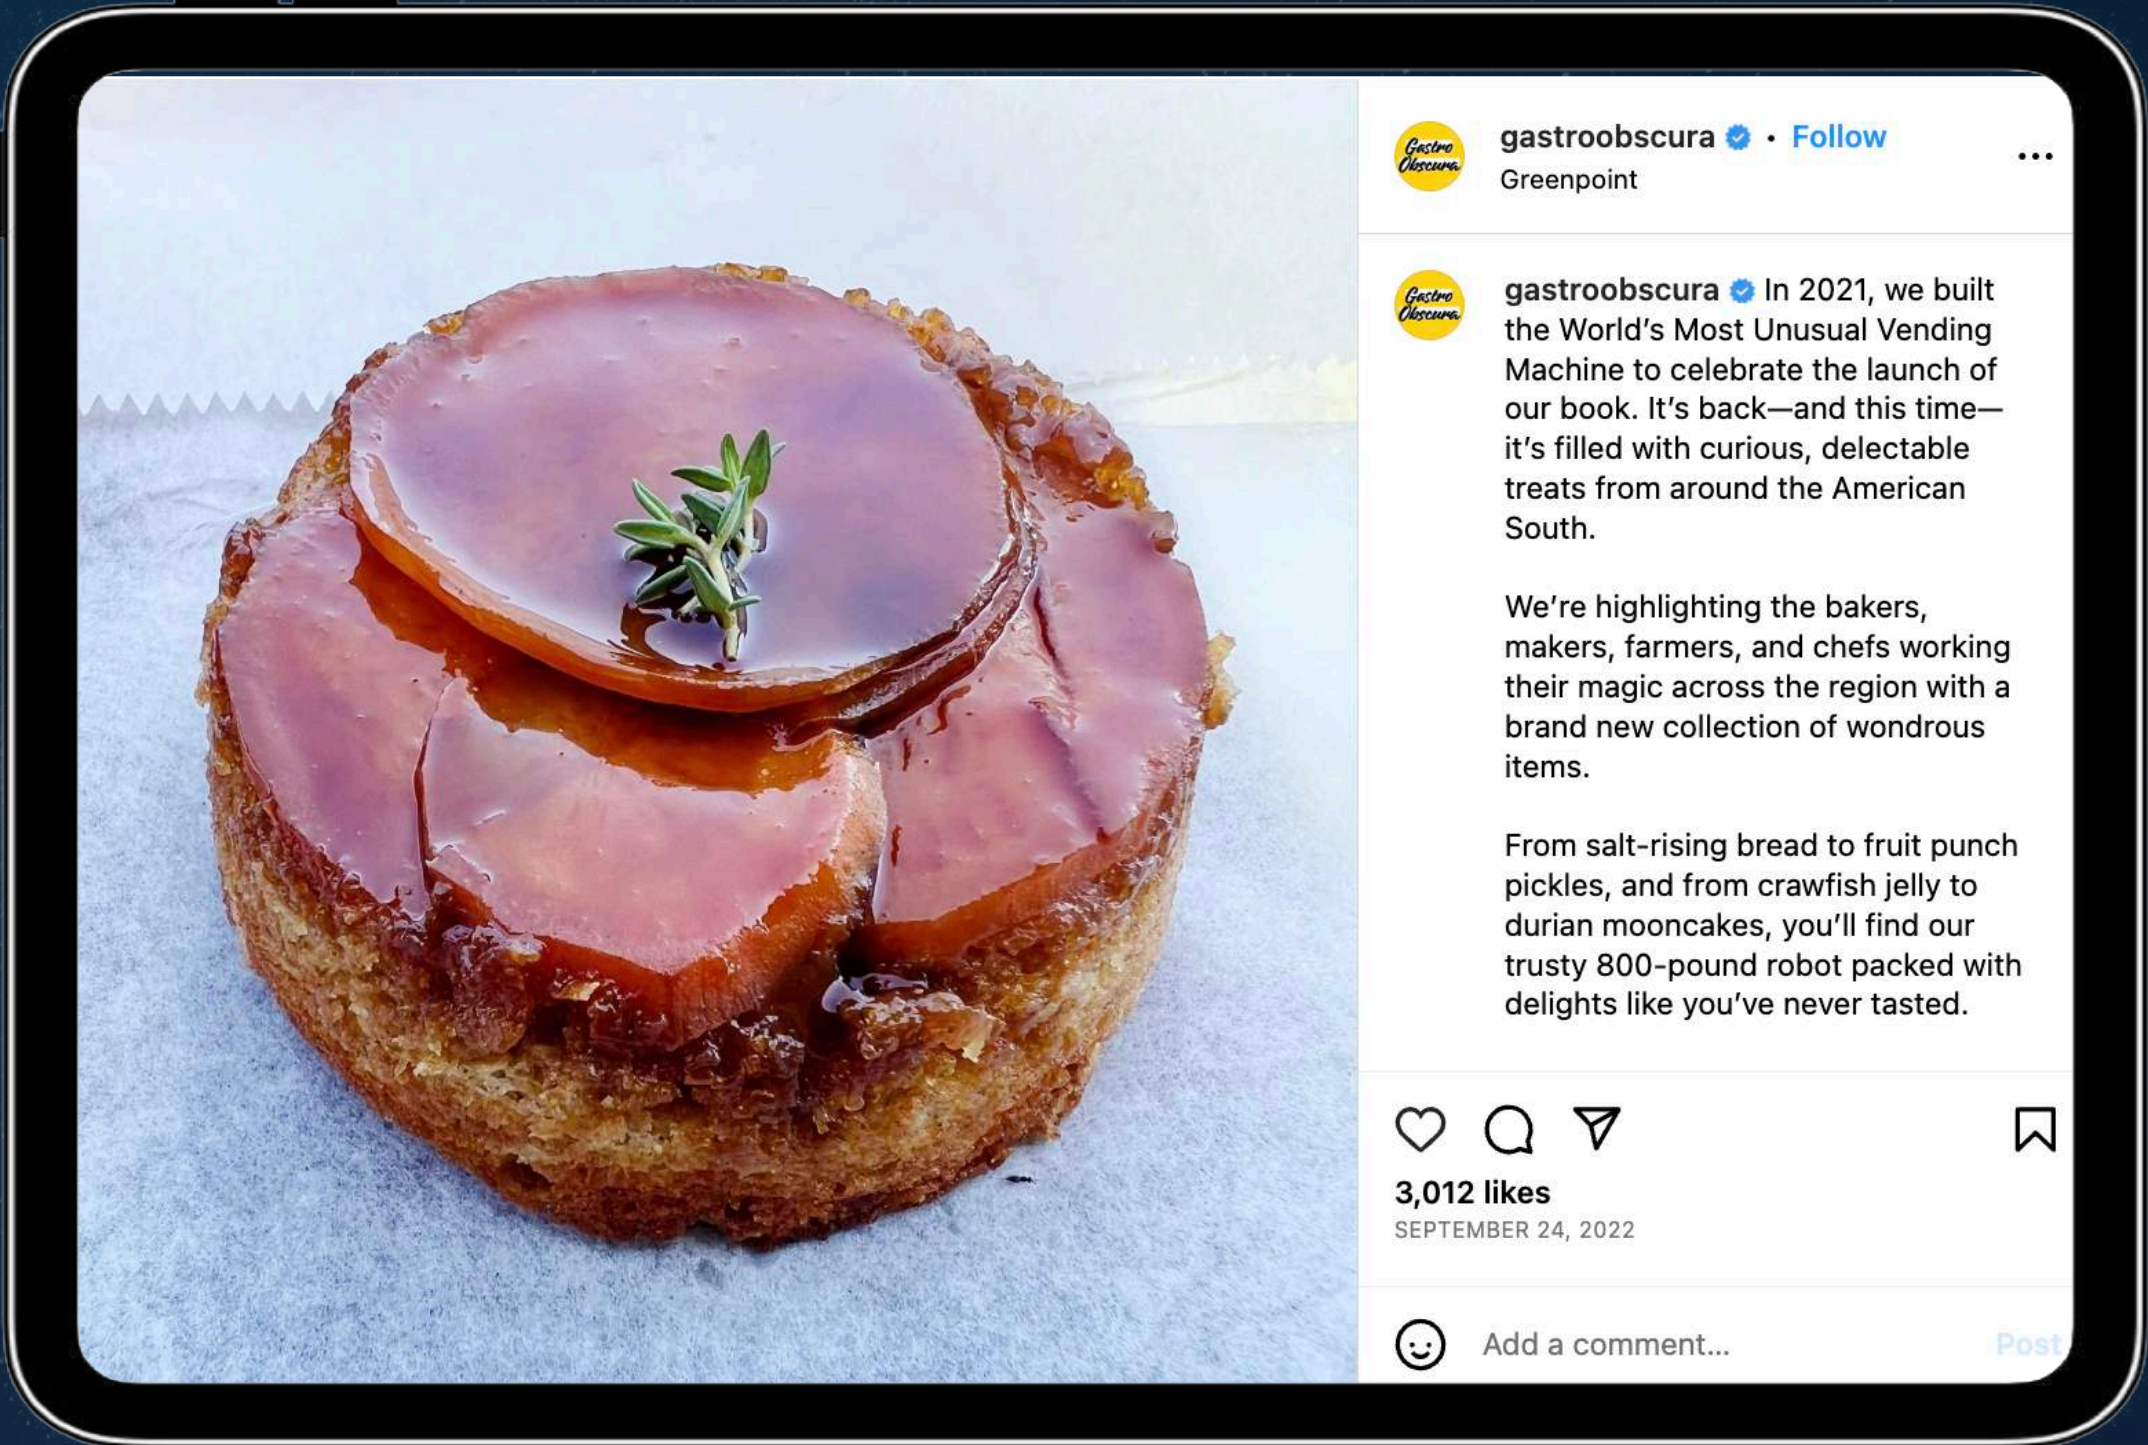 Gastro
Obscura
gastroobscura • Follow
Greenpoint
...
Gastro
Obscura
gastroobscura In 2021, we built
the World’s Most Unusual Vending
Machine to celebrate the launch of
our book. It’s back—and this time—
it’s filled with curious, delectable
treats from around the American
South.
We’re highlighting the bakers,
makers, farmers, and chefs working
their magic across the region with a
brand new collection of wondrous
items.
From salt-rising bread to fruit punch
pickles, and from crawfish jelly to
durian mooncakes, you’ll find our
trusty 800-pound robot packed with
delights like you’ve never tasted.
3,012 likes
SEPTEMBER 24, 2022
Add a comment...
Post